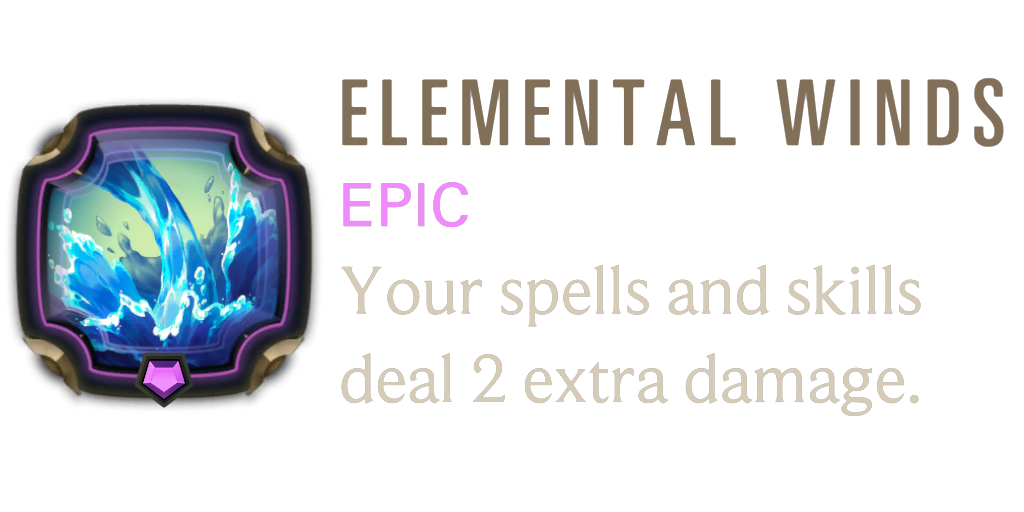 ELEMENTAL WINDS
EPIC
Your spells and skills
deal 2 extra damage.